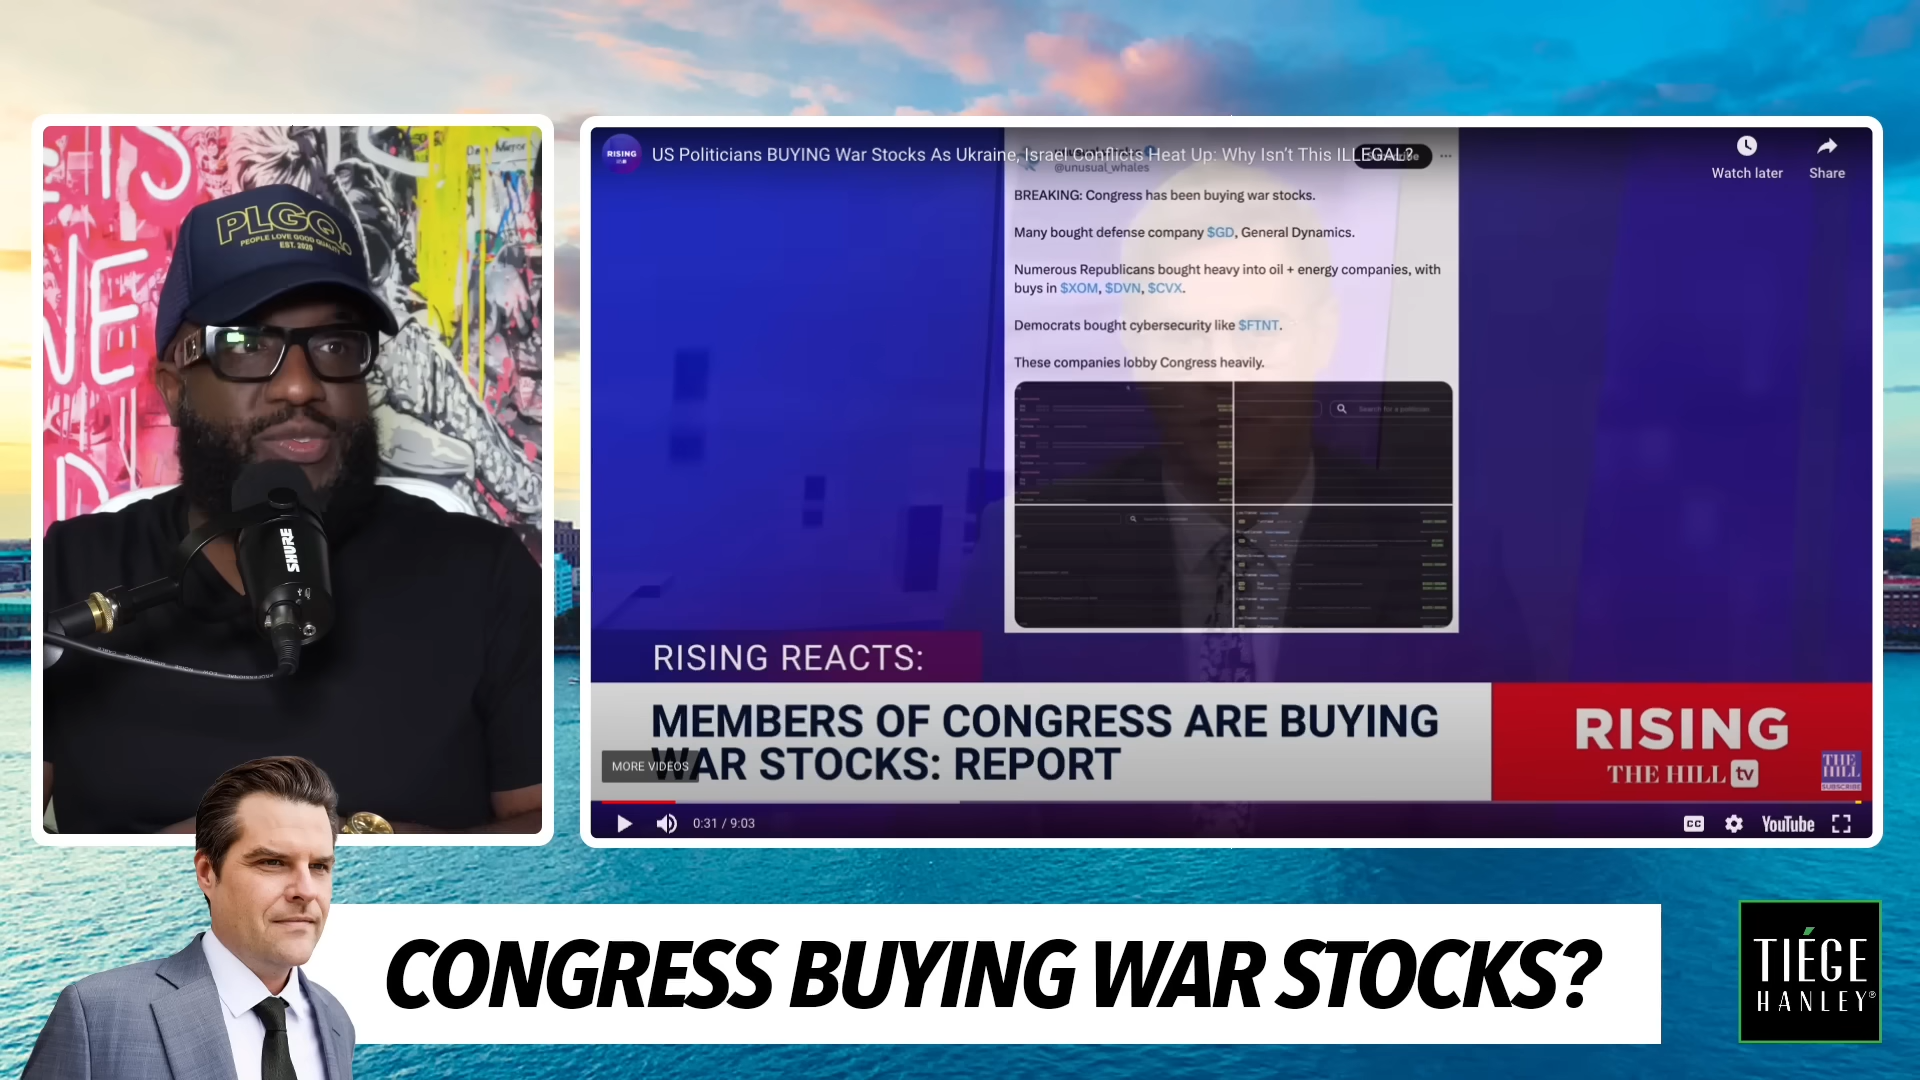 PLGQ.
PEOPLE LOVE GOOD QUALITY
EST. 2020
SHURE
RISING
US Politicians BUYING War Stocks As Ukraine, Israel Conflicts Heat Up: Why Isn't This ILLEGAL?
Watch later
Share
@unusual_whales
BREAKING: Congress has been buying war stocks.
Many bought defense company $GD, General Dynamics.
Numerous Republicans bought heavy into oil + energy companies, with
buys in $XOM, $DVN, $CVX.
Democrats bought cybersecurity like $FTNT.
These companies lobby Congress heavily.
Search for a politician
RISING REACTS:
MEMBERS OF CONGRESS ARE BUYING
WAR STOCKS: REPORT
MORE VIDEOS
RISING
THE HILL tv
THE
HILL
SUBSCRIBE
0:31 / 9:03
CC
YouTube
CONGRESS BUYING WAR STOCKS?
TIÉGE
HANLEY®